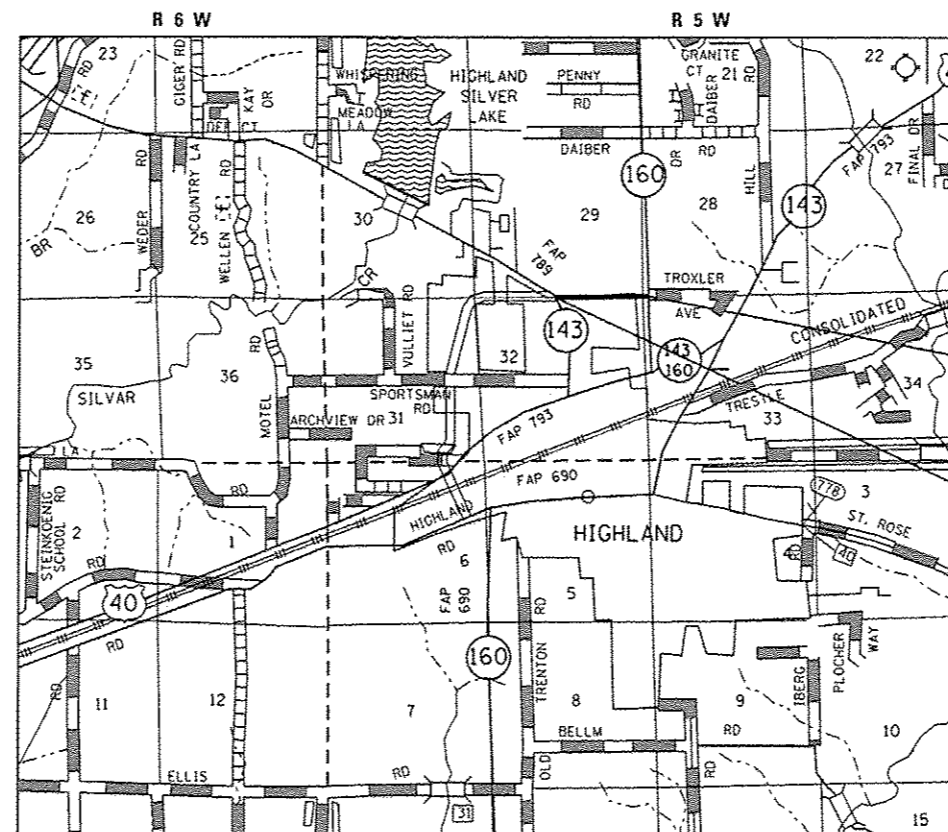 R 6 W
R 5 W
23
RD
GIGER RD
KAY DR
WHISPERING
MEADOW
LA
HIGHLAND
SILVER
LAKE
PENNY
RD
GRANITE
CT
21
DAIBER
RD
22
DAIBER
DR
RD
160
HILL
143
FAP 793
27
FINAL DR
26
BR
WEDER RD
COUNTRY LA
25
WELLEN RD
30
CR
29
FAP
789
28
TROXLER
AVE
CONSOLIDATED
143
143
160
35
SILVAR
36
MOTEL RD
VULLIET RD
32
SPORTSMAN
RD
ARCHVIEW DR
31
FAP 793
TRESTLE
33
34
LA
RD
FAP 690
HIGHLAND
RD
HIGHLAND
778
3
ST. ROSE
40
4
2
STEINKOENIG
SCHOOL RD
1
RD
40
RD
6
FAP
690
5
160
TRENTON RD
OLD
RD
11
12
7
8
BELLM
9
RD
IBERG
PLOCHER
WAY
10
ELLIS
RD
31
RD
15